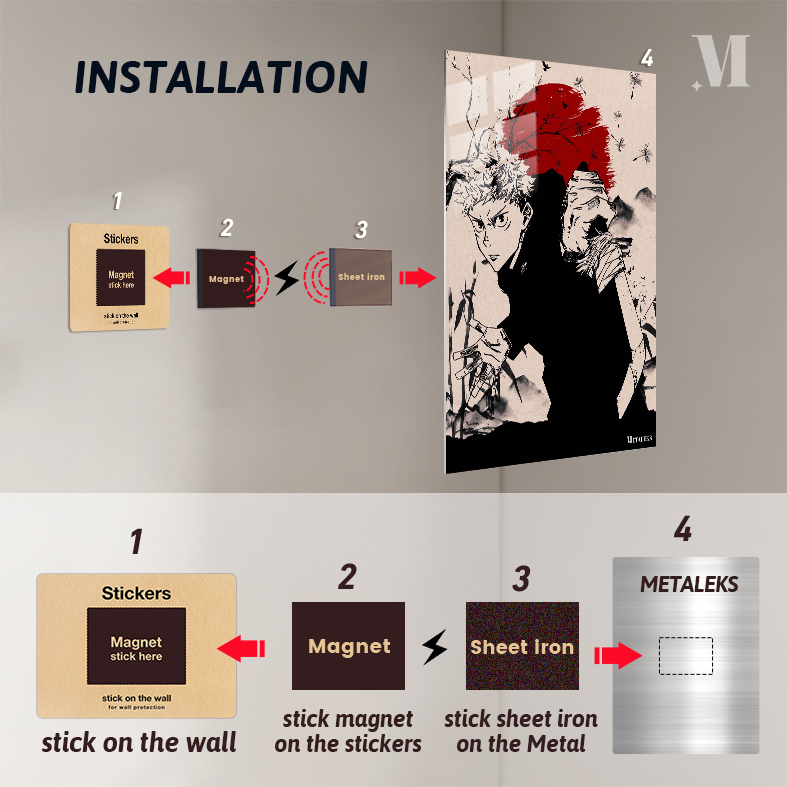 INSTALLATION
M
4
1
Stickers
Magnet
stick here
stick on the wall
for wall protection
2
Magnet
3
Sheet iron
METALEKS
1
Stickers
Magnet
stick here
stick on the wall
for wall protection
stick on the wall
2
Magnet
stick magnet
on the stickers
3
Sheet iron
stick sheet iron
on the Metal
4
METALEKS